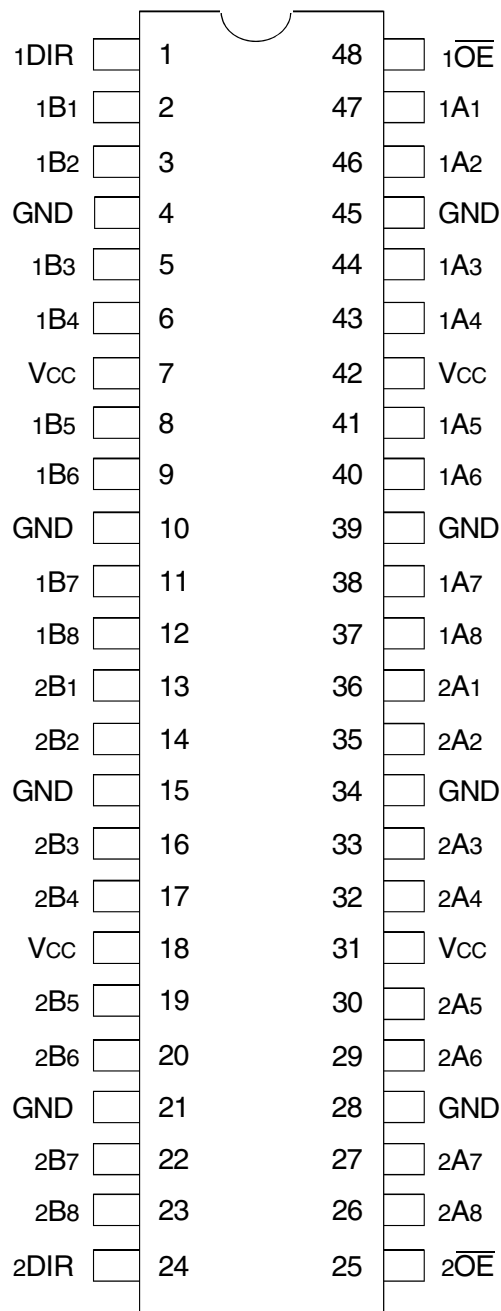 1DIR 1 48 1OE
1B1 2 47 1A1
1B2 3 46 1A2
GND 4 45 GND
1B3 5 44 1A3
1B4 6 43 1A4
VCC 7 42 VCC
1B5 8 41 1A5
1B6 9 40 1A6
GND 10 39 GND
1B7 11 38 1A7
1B8 12 37 1A8
2B1 13 36 2A1
2B2 14 35 2A2
GND 15 34 GND
2B3 16 33 2A3
2B4 17 32 2A4
VCC 18 31 VCC
2B5 19 30 2A5
2B6 20 29 2A6
GND 21 28 GND
2B7 22 27 2A7
2B8 23 26 2A8
2DIR 24 25 2OE